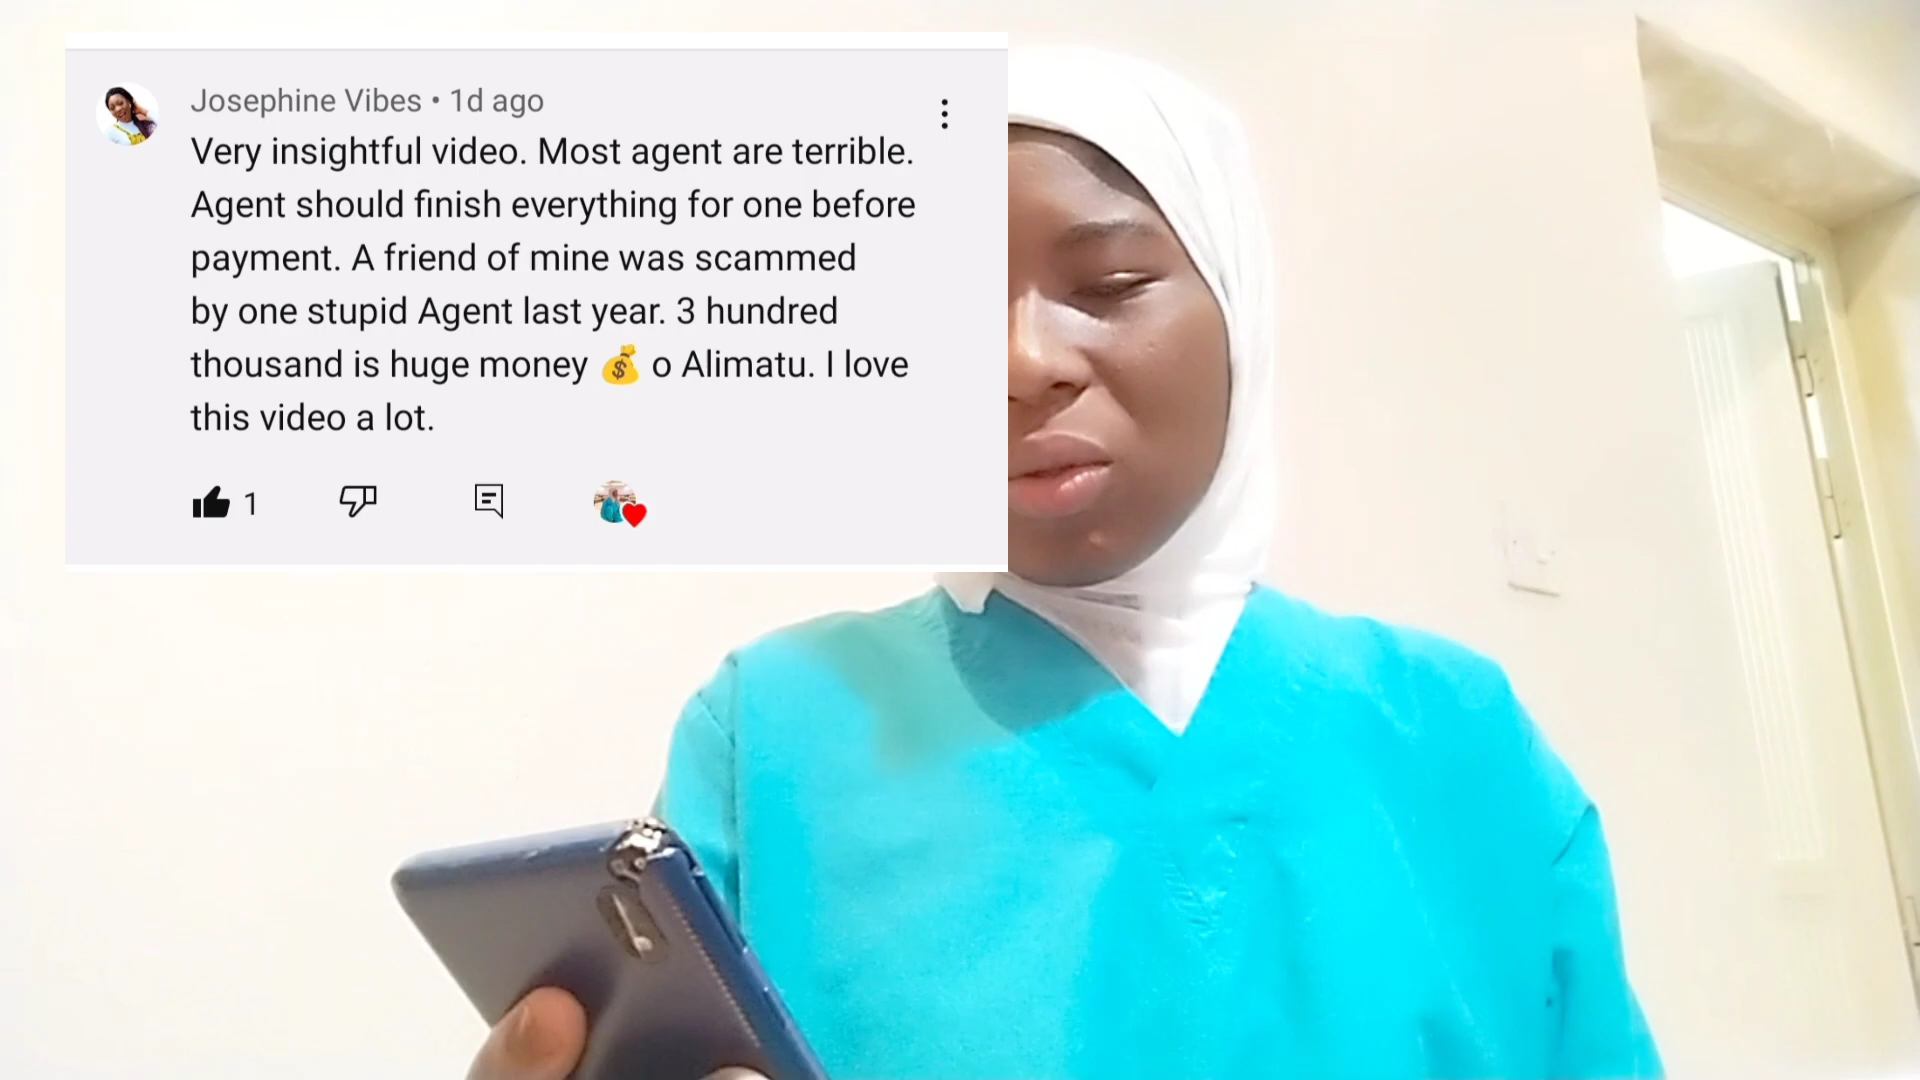 Josephine Vibes • 1d ago
Very insightful video. Most agent are terrible.
Agent should finish everything for one before
payment. A friend of mine was scammed
by one stupid Agent last year. 3 hundred
thousand is huge money 💰 o Alimatu. I love
this video a lot.
1